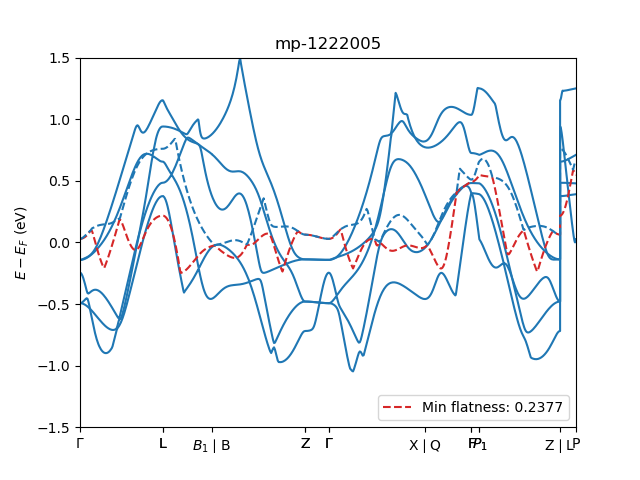 mp-1222005
E − E_F (eV)
1.5
1.0
0.5
0.0
−0.5
−1.0
−1.5
Min flatness: 0.2377
Γ L B₁ | B Z Γ X | Q F P₁ Z | L P